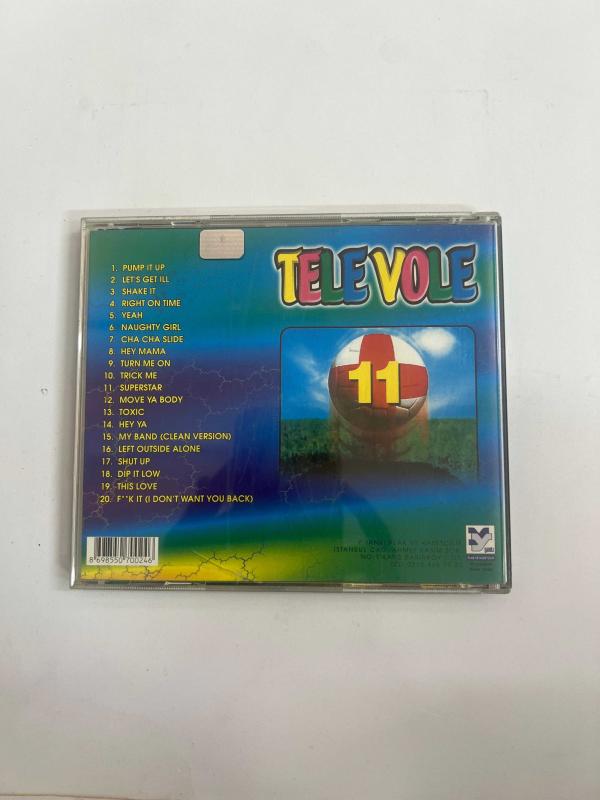 TELE VOLE
11
1. PUMP IT UP
2. LET'S GET ILL
3. SHAKE IT
4. RIGHT ON TIME
5. YEAH
6. NAUGHTY GIRL
7. CHA CHA SLIDE
8. HEY MAMA
9. TURN ME ON
10. TRICK ME
11. SUPERSTAR
12. MOVE YA BODY
13. TOXIC
14. HEY YA
15. MY BAND (CLEAN VERSION)
16. LEFT OUTSIDE ALONE
17. SHUT UP
18. DIP IT LOW
19. THIS LOVE
20. F**K IT (I DON'T WANT YOU BACK)
8 698550 700246